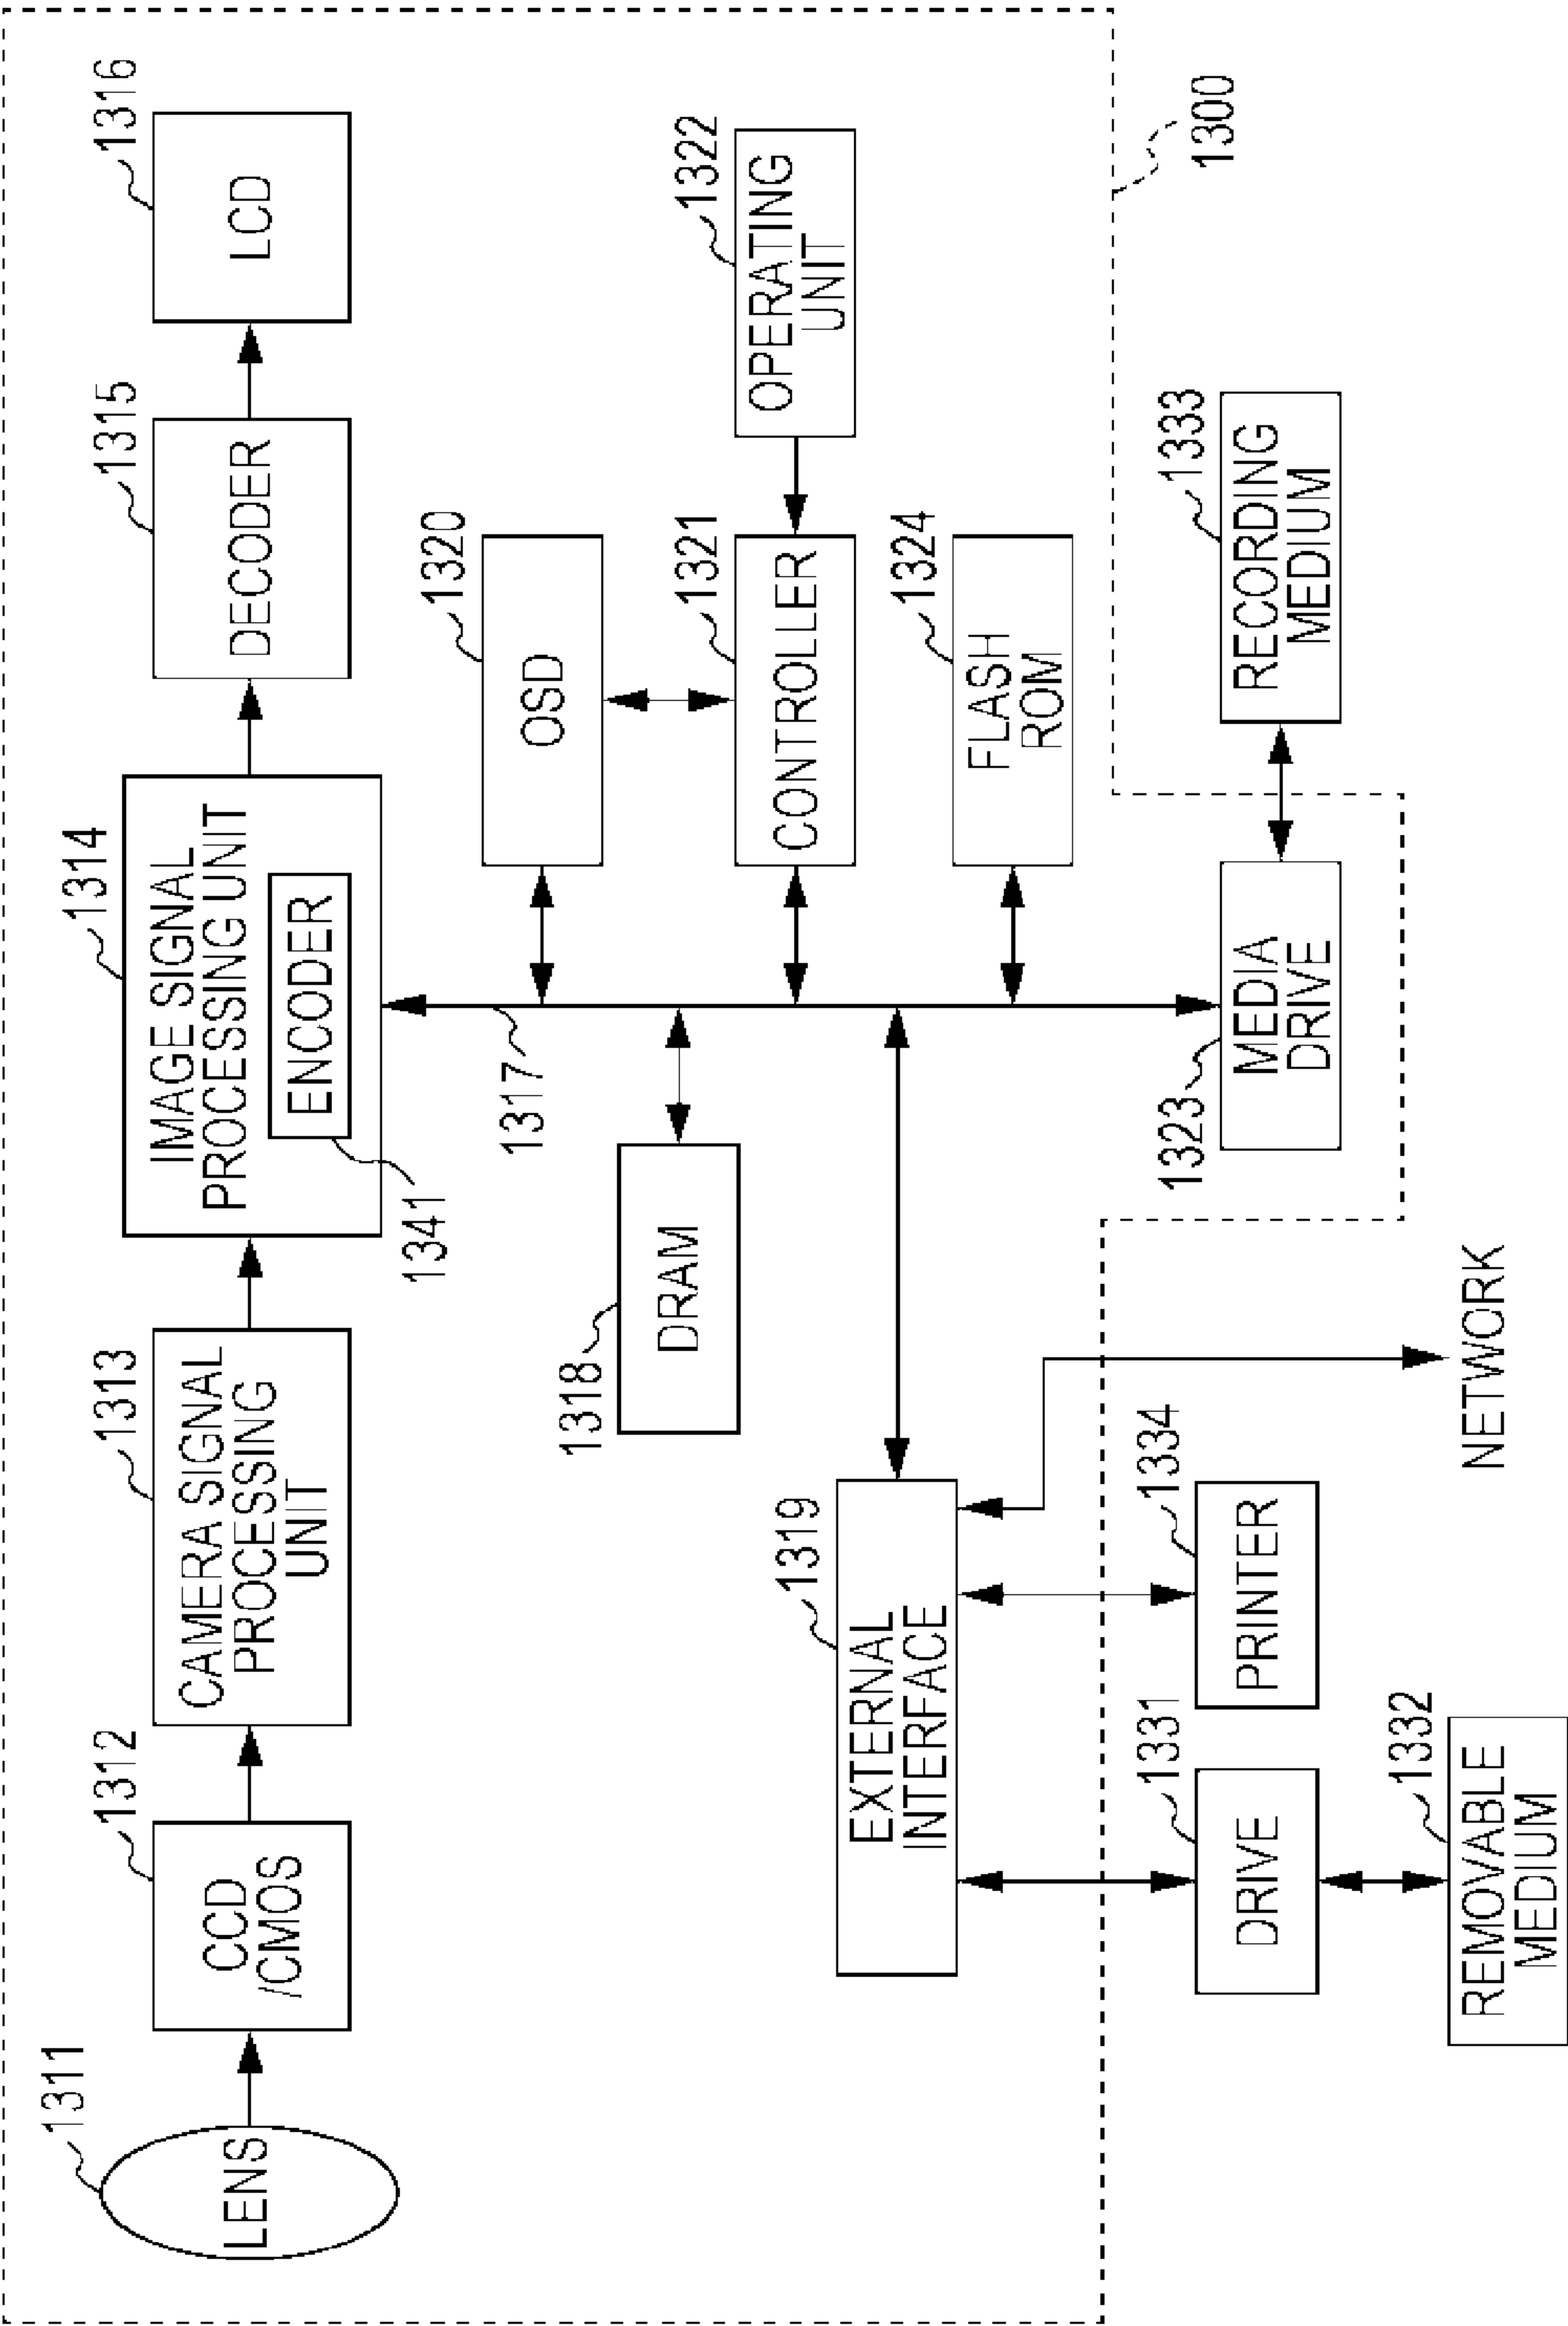 1311
LENS
1312
CCD
/CMOS
1313
CAMERA SIGNAL
PROCESSING
UNIT
1314
IMAGE SIGNAL
PROCESSING UNIT
ENCODER
1341
1315
DECODER
1316
LCD
1317
1318
DRAM
1320
OSD
1319
EXTERNAL
INTERFACE
1321
CONTROLLER
1322
OPERATING
UNIT
1324
FLASH
ROM
1323
MEDIA
DRIVE
1333
RECORDING
MEDIUM
1300
1331
DRIVE
1334
PRINTER
1332
REMOVABLE
MEDIUM
NETWORK